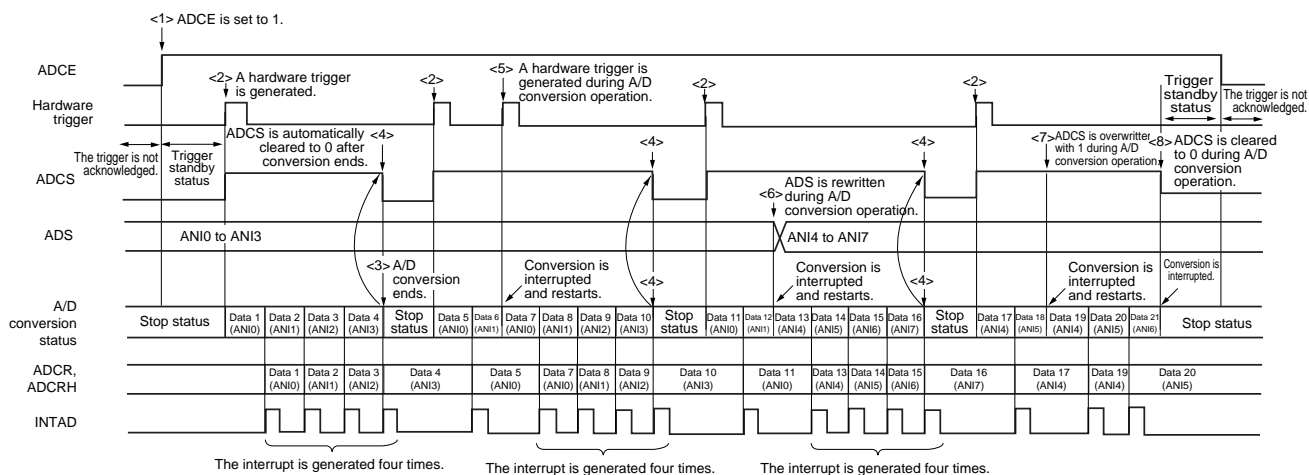 <1> ADCE is set to 1.
ADCE
<2> A hardware trigger
is generated.
<2>
<5> A hardware trigger is
generated during A/D
conversion operation.
<2>
<2>
Trigger
standby
status
The trigger is not
acknowledged.
Hardware
trigger
The trigger is not
acknowledged.
Trigger
standby
status
ADCS is automatically
cleared to 0 after
conversion ends.
<4>
<4>
<4>
<7> ADCS is overwritter
with 1 during A/D
conversion operation.
<8> ADCS is cleared
to 0 during A/D
conversion
operation.
ADCS
<6>
ADS is rewritten
during A/D
conversion operation.
ADS
ANI0 to ANI3
ANI4 to ANI7
<3> A/D
conversion
ends.
Conversion is
interrupted
and restarts.
<4>
Conversion is
interrupted
and restarts.
<4>
Conversion is
interrupted
and restarts.
Conversion is
interrupted.
A/D
conversion
status
Stop status
Data 1
(ANI0)
Data 2
(ANI1)
Data 3
(ANI2)
Data 4
(ANI3)
Stop
status
Data 5
(ANI0)
Data 6
(ANI1)
Data 7
(ANI0)
Data 8
(ANI1)
Data 9
(ANI2)
Data 10
(ANI3)
Stop
status
Data 11
(ANI0)
Data 12
(ANI1)
Data 13
(ANI4)
Data 14
(ANI5)
Data 15
(ANI6)
Data 16
(ANI7)
Stop
status
Data 17
(ANI4)
Data 18
(ANI5)
Data 19
(ANI4)
Data 20
(ANI5)
Data 21
(ANI6)
Stop status
ADCR,
ADCRH
Data 1
(ANI0)
Data 2
(ANI1)
Data 3
(ANI2)
Data 4
(ANI3)
Data 5
(ANI0)
Data 7
(ANI0)
Data 8
(ANI1)
Data 9
(ANI2)
Data 10
(ANI3)
Data 11
(ANI0)
Data 13
(ANI4)
Data 14
(ANI5)
Data 15
(ANI6)
Data 16
(ANI7)
Data 17
(ANI4)
Data 19
(ANI4)
Data 20
(ANI5)
INTAD
The interrupt is generated four times.
The interrupt is generated four times.
The interrupt is generated four times.